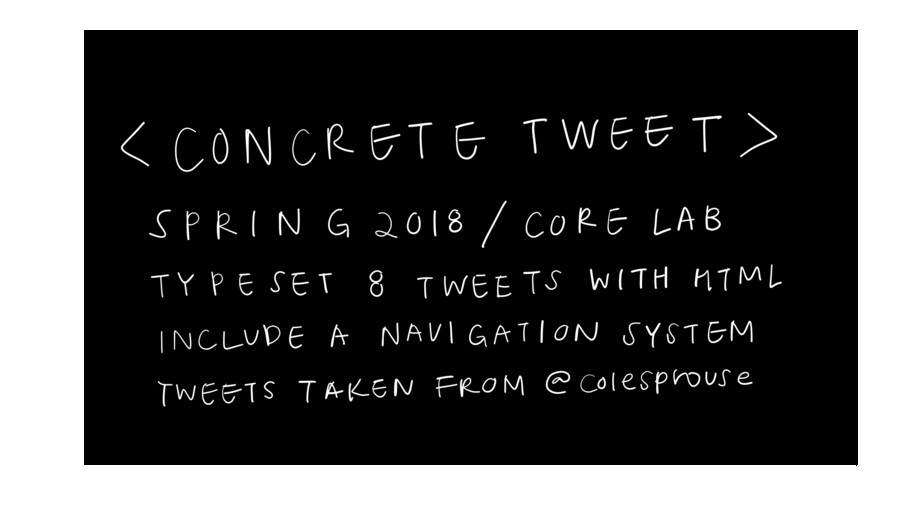 < CONCRETE TWEET >
SPRING 2018 / CORE LAB
TYPESET 8 TWEETS WITH HTML
INCLUDE A NAVIGATION SYSTEM
TWEETS TAKEN FROM @colesprouse